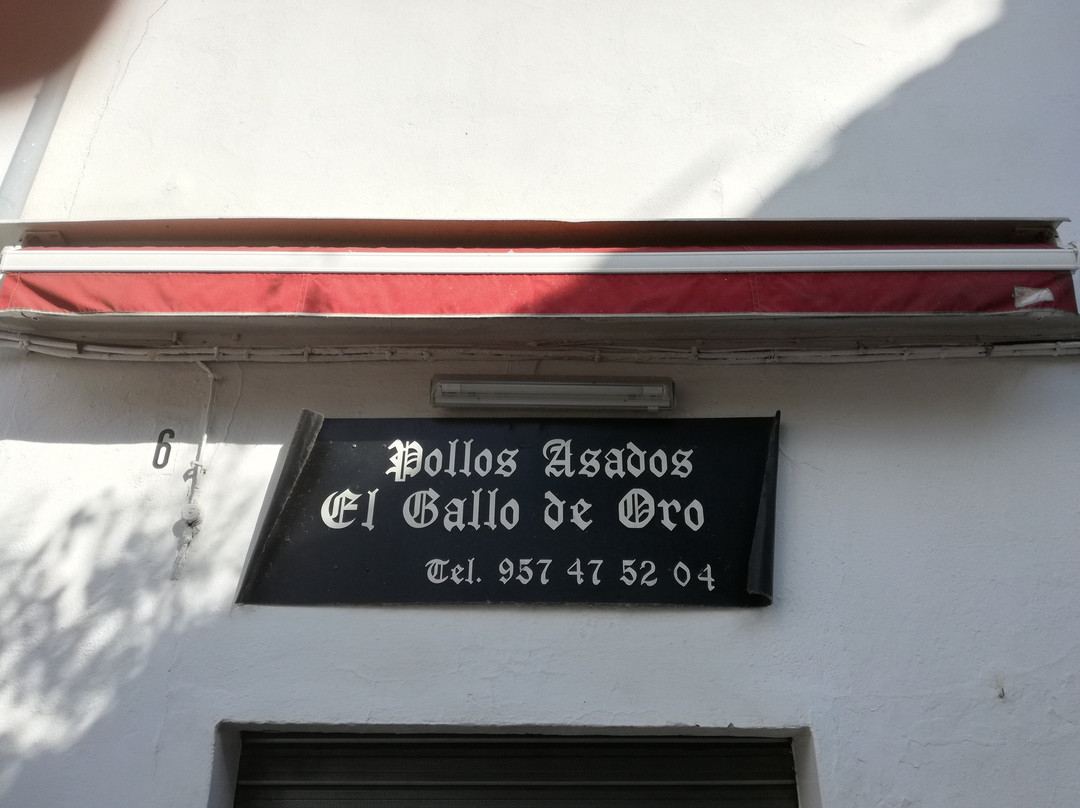 6
Pollos Asados
El Gallo de Oro
Tel. 957 47 52 04